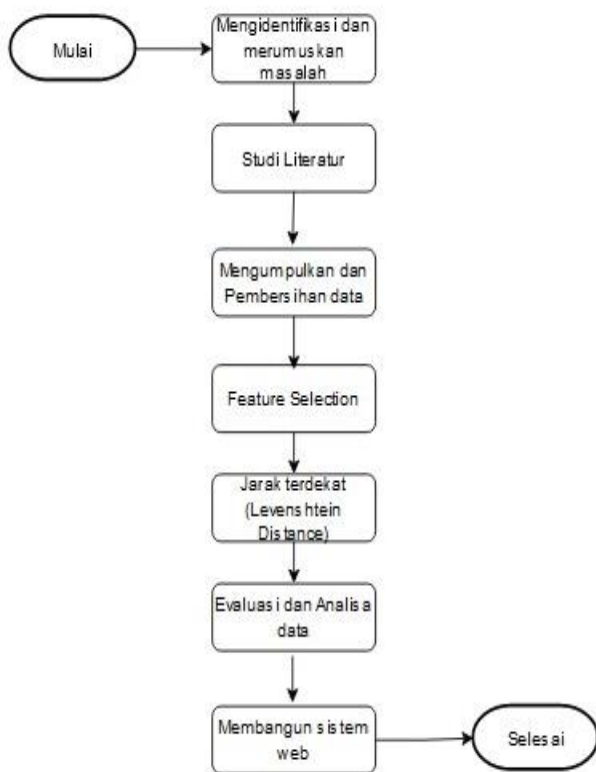 Mulai
Mengidentifikasi dan
merumuskan
masalah
Studi Literatur
Mengumpulkan dan
Pembersihan data
Feature Selection
Jarak terdekat
(Levenshtein
Distance)
Evaluasi dan Analisa
data
Membangun sistem
web
Selesai